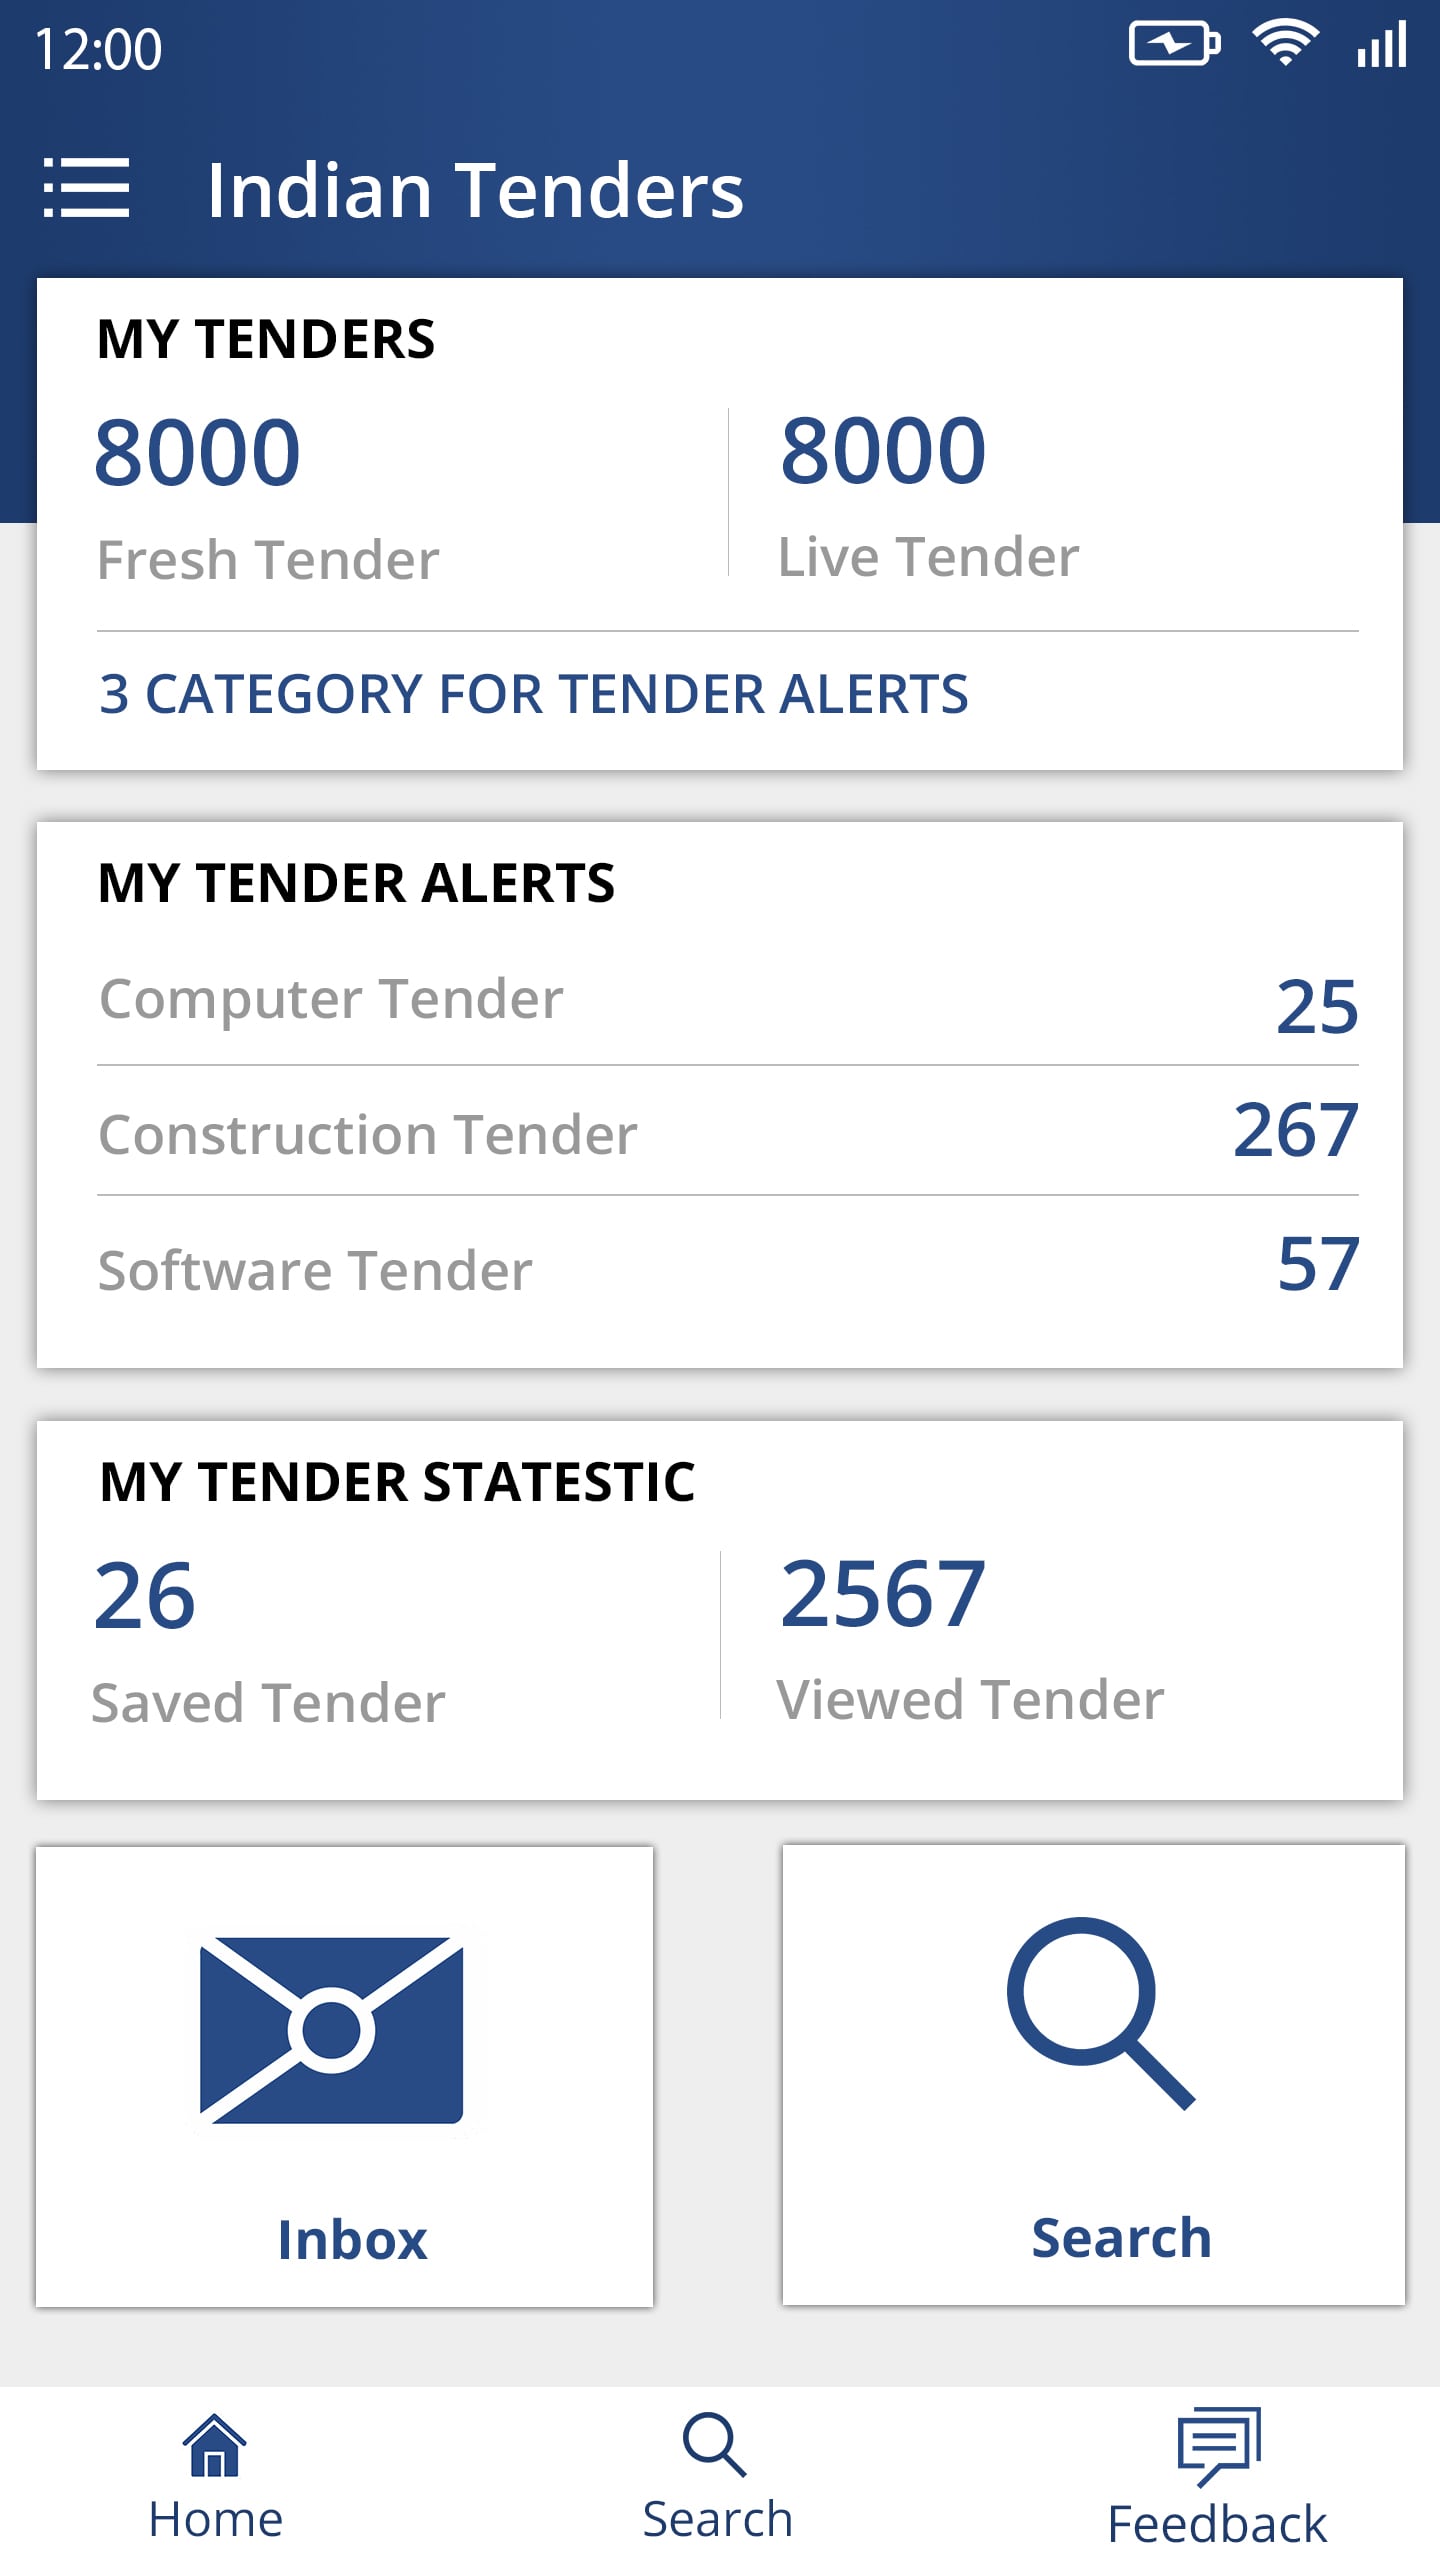 12:00
Indian Tenders
MY TENDERS
8000
8000
Fresh Tender
Live Tender
3 CATEGORY FOR TENDER ALERTS
MY TENDER ALERTS
Computer Tender 25
Construction Tender 267
Software Tender 57
MY TENDER STATESTIC
26
2567
Saved Tender
Viewed Tender
Inbox
Search
Home
Search
Feedback